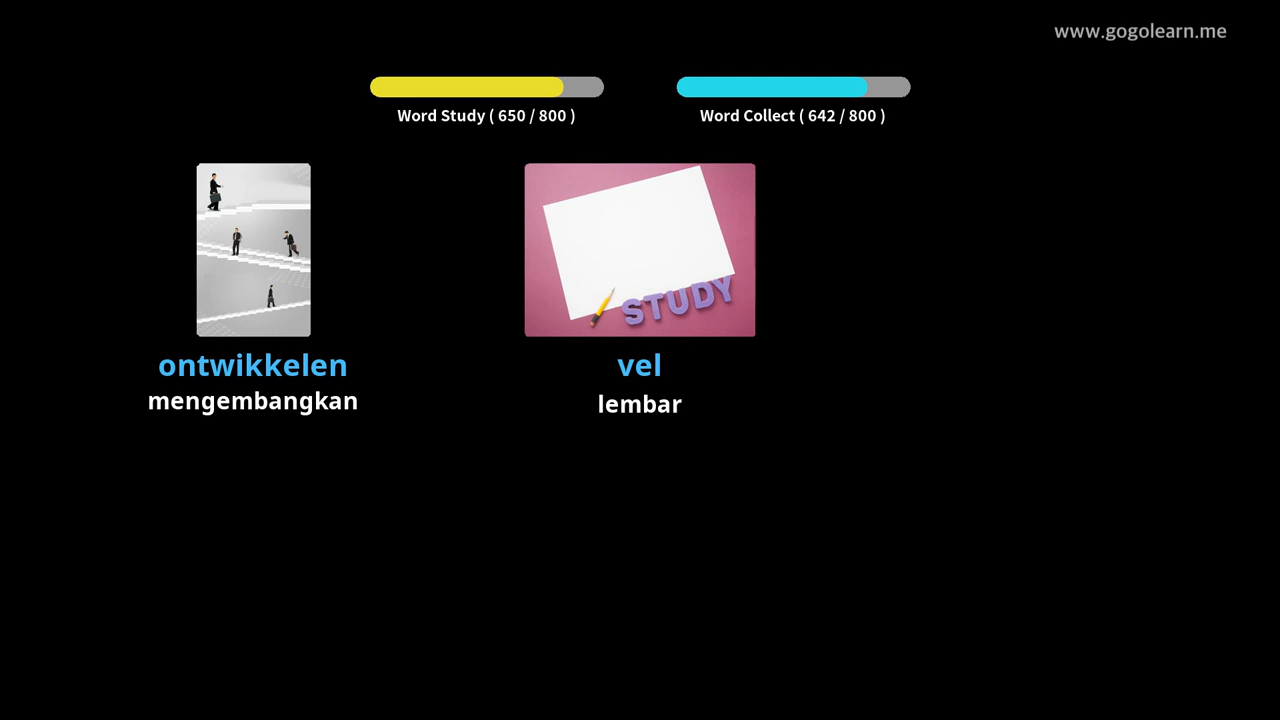 www.gogolearn.me
Word Study ( 650 / 800 )
Word Collect ( 642 / 800 )
STUDY
ontwikkelen
mengembangkan
vel
lembar